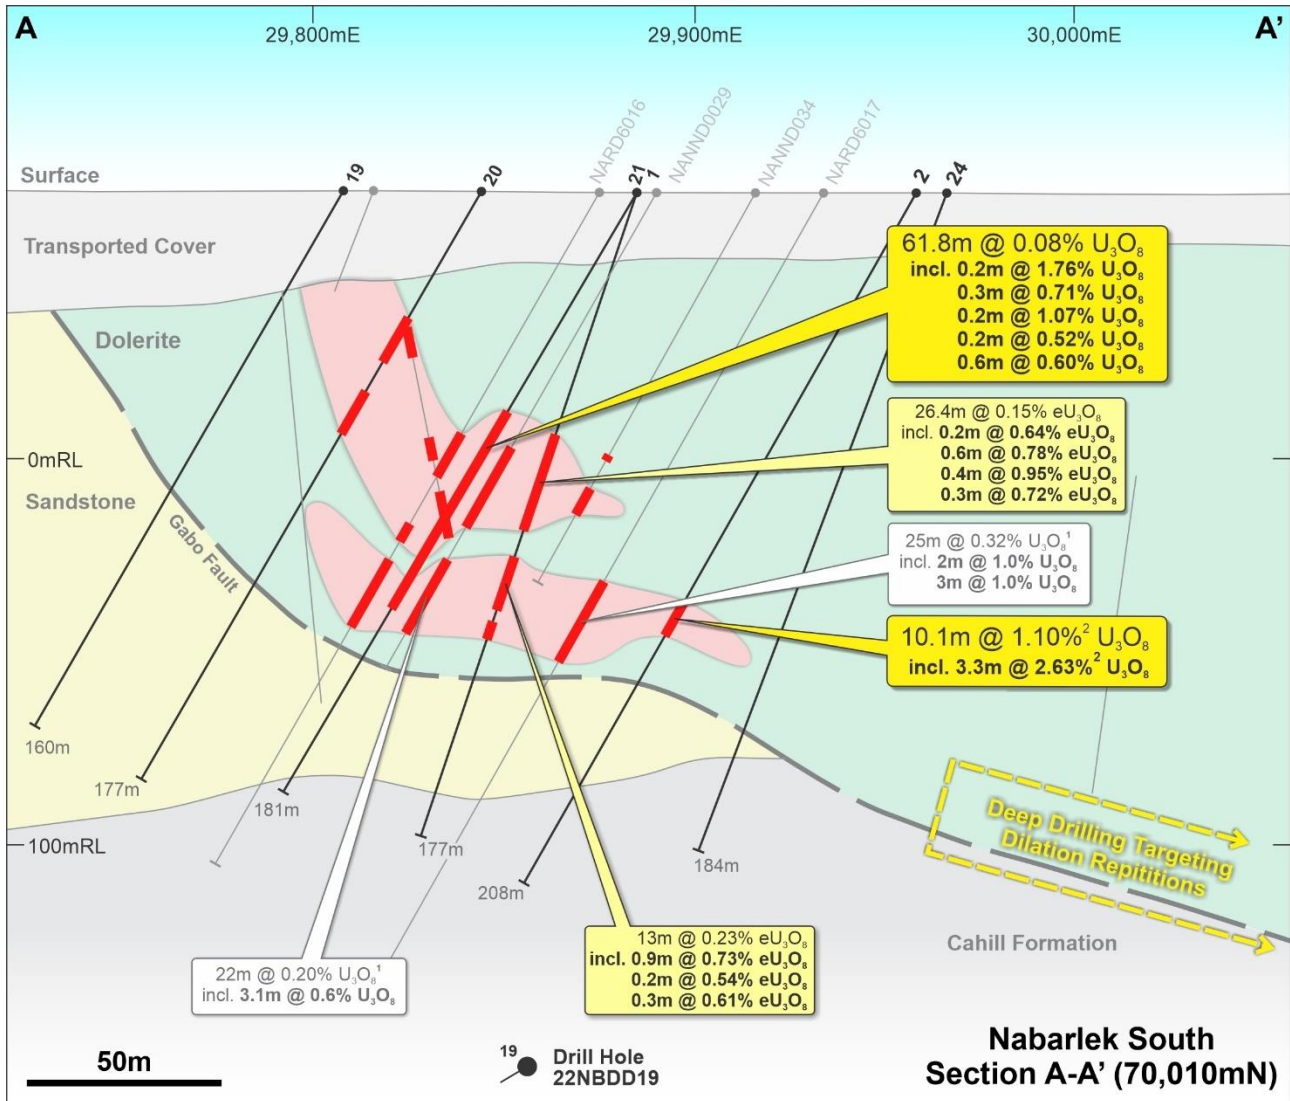 A
29,800mE
29,900mE
30,000mE
A’
NARD6016
NANND0029
NANND034
NARD6017
Surface
19
20
21
1
2
24
Transported Cover
61.8m @ 0.08% U₃O₈
incl. 0.2m @ 1.76% U₃O₈
0.3m @ 0.71% U₃O₈
0.2m @ 1.07% U₃O₈
0.2m @ 0.52% U₃O₈
0.6m @ 0.60% U₃O₈
Dolerite
26.4m @ 0.15% eU₃O₈
incl. 0.2m @ 0.64% eU₃O₈
0.6m @ 0.78% eU₃O₈
0.4m @ 0.95% eU₃O₈
0.3m @ 0.72% eU₃O₈
0mRL
Sandstone
Gabo Fault
25m @ 0.32% U₃O₈¹
incl. 2m @ 1.0% U₃O₈
3m @ 1.0% U₃O₈
10.1m @ 1.10%² U₃O₈
incl. 3.3m @ 2.63%² U₃O₈
160m
177m
181m
177m
208m
184m
100mRL
Deep Drilling Targeting
Dilation Repititions
Cahill Formation
22m @ 0.20% U₃O₈¹
incl. 3.1m @ 0.6% U₃O₈
13m @ 0.23% eU₃O₈
incl. 0.9m @ 0.73% eU₃O₈
0.2m @ 0.54% eU₃O₈
0.3m @ 0.61% eU₃O₈
50m
19
Drill Hole
22NBDD19
Nabarlek South
Section A-A’ (70,010mN)